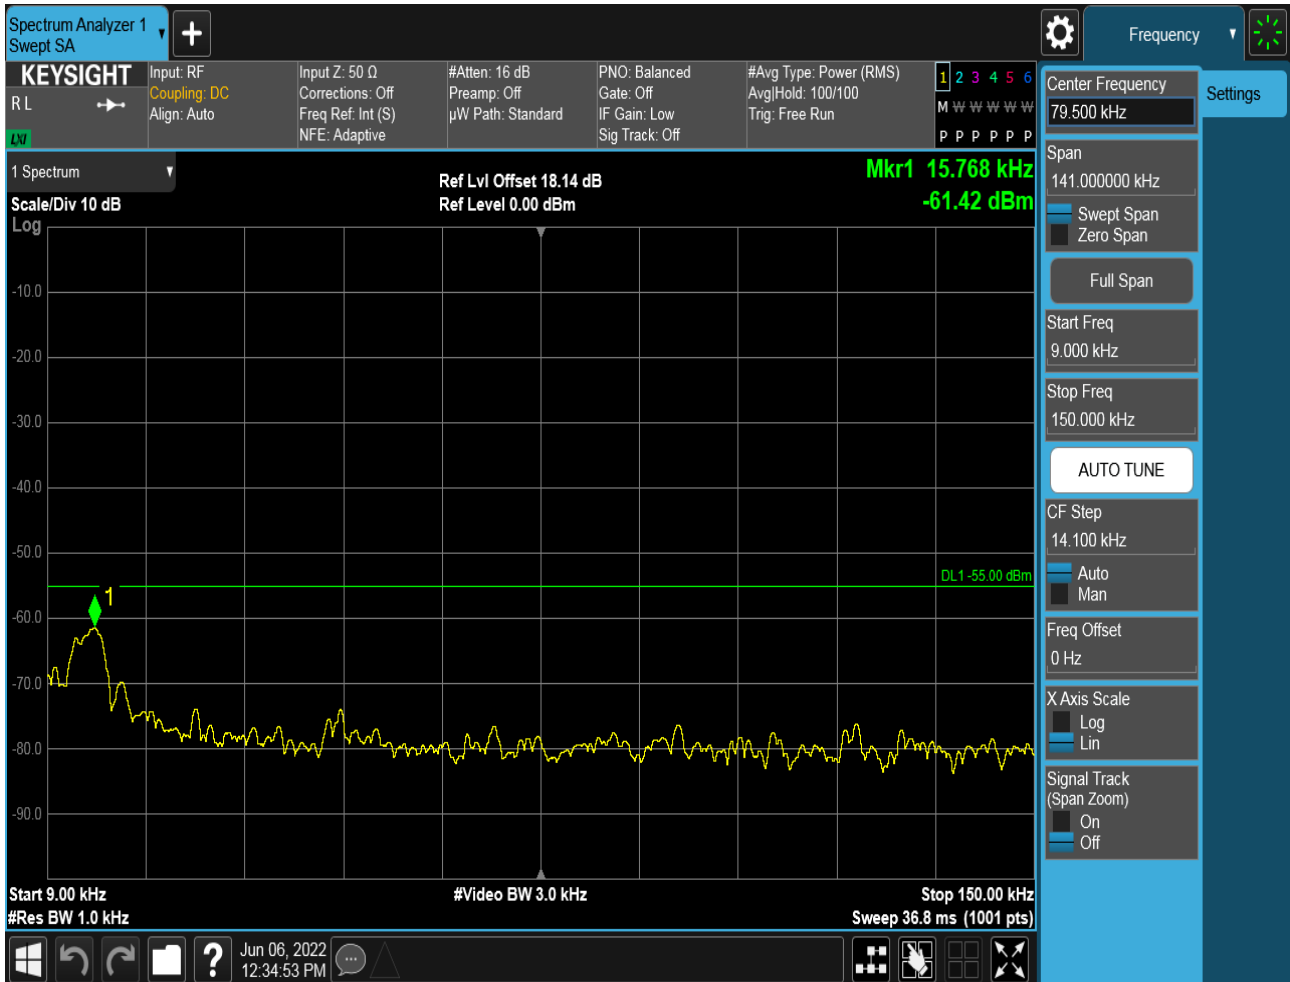 Spectrum Analyzer 1
Swept SA
Frequency
KEYSIGHT
R L
LXI
Input: RF
Coupling: DC
Align: Auto
Input Z: 50 Ω
Corrections: Off
Freq Ref: Int (S)
NFE: Adaptive
#Atten: 16 dB
Preamp: Off
µW Path: Standard
PNO: Balanced
Gate: Off
IF Gain: Low
Sig Track: Off
#Avg Type: Power (RMS)
Avg|Hold: 100/100
Trig: Free Run
1 2 3 4 5 6
M W W W W W
P P P P P P
1 Spectrum
Scale/Div 10 dB
Log
Ref Lvl Offset 18.14 dB
Ref Level 0.00 dBm
Mkr1 15.768 kHz
-61.42 dBm
-10.0
-20.0
-30.0
-40.0
-50.0
-60.0
-70.0
-80.0
-90.0
DL1 -55.00 dBm
1
Start 9.00 kHz
#Res BW 1.0 kHz
#Video BW 3.0 kHz
Stop 150.00 kHz
Sweep 36.8 ms (1001 pts)
?
Jun 06, 2022
12:34:53 PM
Center Frequency
79.500 kHz
Settings
Span
141.000000 kHz
Swept Span
Zero Span
Full Span
Start Freq
9.000 kHz
Stop Freq
150.000 kHz
AUTO TUNE
CF Step
14.100 kHz
Auto
Man
Freq Offset
0 Hz
X Axis Scale
Log
Lin
Signal Track
(Span Zoom)
On
Off